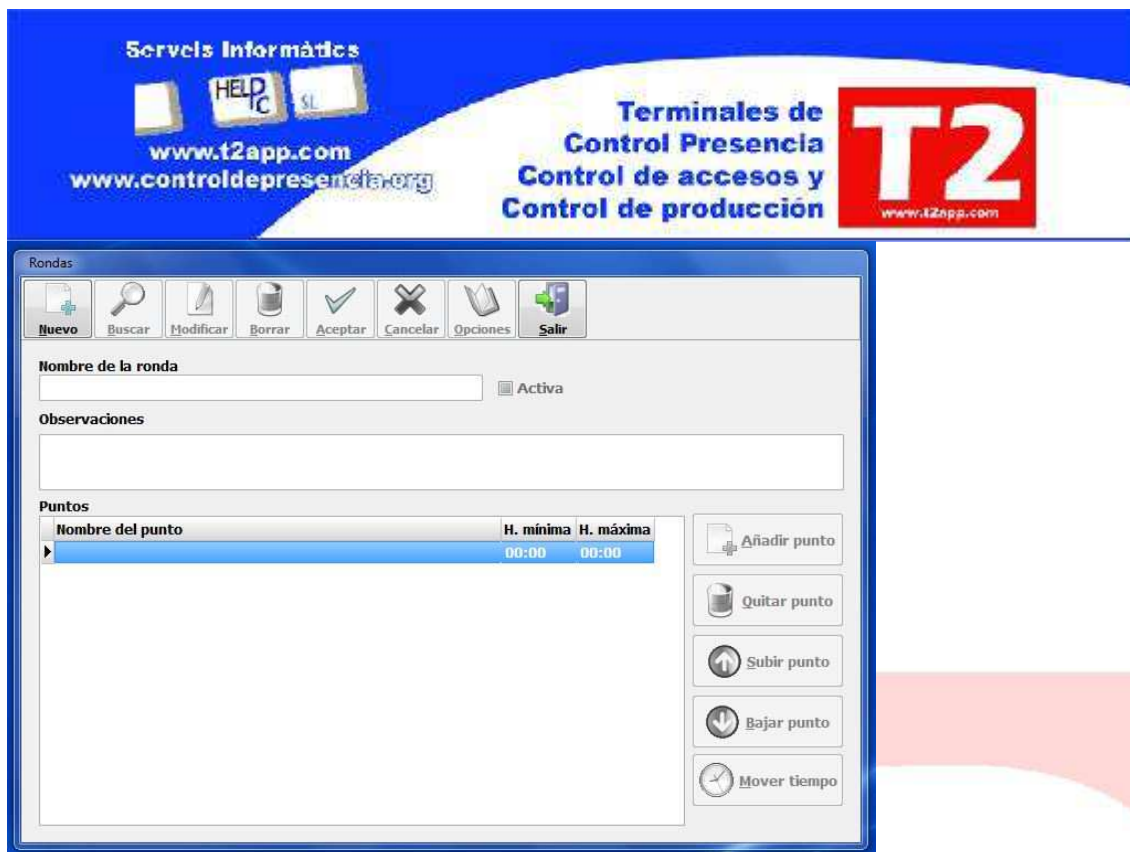 Serveis Informàtics
HELP
PC
SL
www.t2app.com
www.controldepresencia.org
Terminales de
Control Presencia
Control de accesos y
Control de producción
T2
www.t2app.com
Rondas
Nuevo Buscar Modificar Borrar Aceptar Cancelar Opciones Salir
Nombre de la ronda
Activa
Observaciones
Puntos
Nombre del punto H. mínima H. máxima
00:00 00:00
Añadir punto
Quitar punto
Subir punto
Bajar punto
Mover tiempo